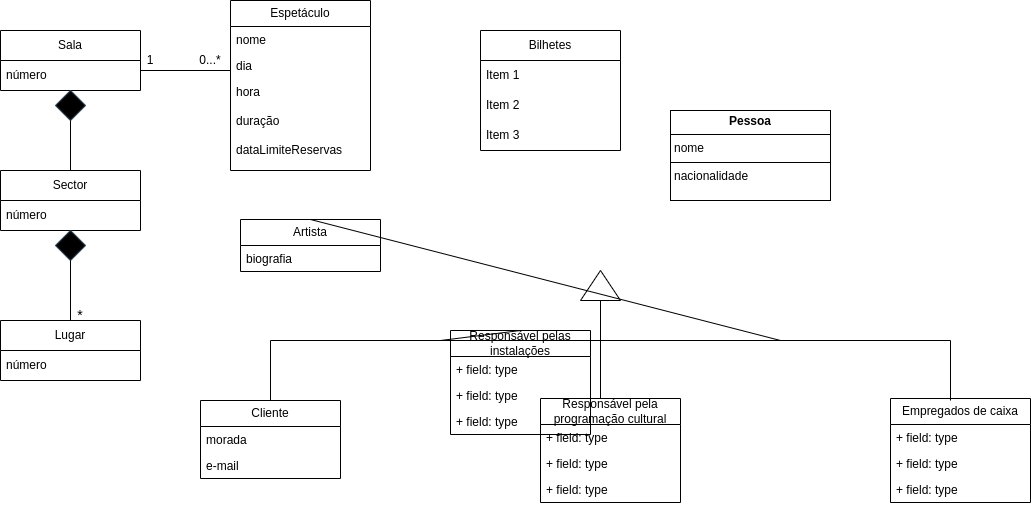 Espetáculo
nome
dia
hora
duração
dataLimiteReservas
Sala
número
1
0...*
Bilhetes
Item 1
Item 2
Item 3
Pessoa
nome
nacionalidade
Sector
número
Artista
biografia
*
Lugar
número
Responsável pelas
instalações
+ field: type
+ field: type
+ field: type
Cliente
morada
e-mail
Responsável pela
programação cultural
+ field: type
+ field: type
+ field: type
Empregados de caixa
+ field: type
+ field: type
+ field: type